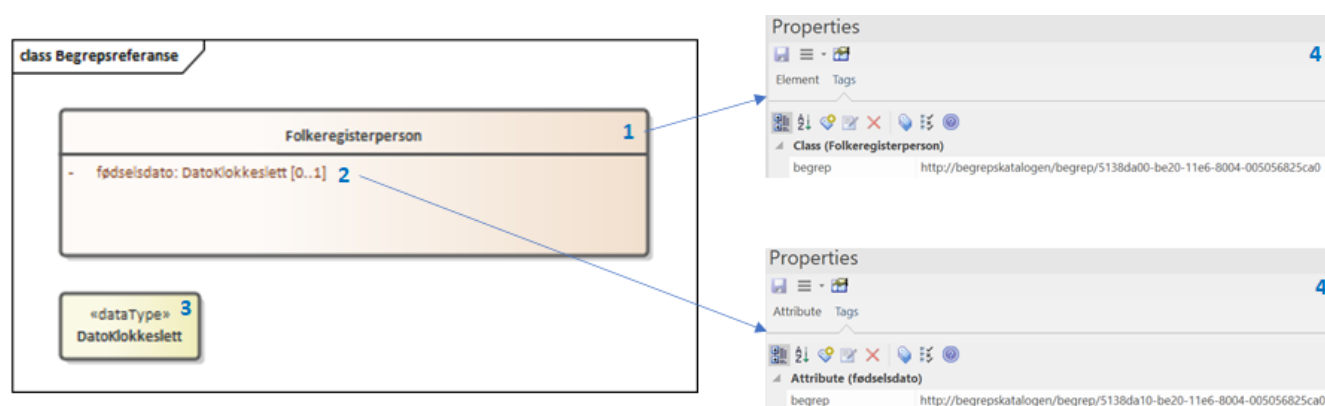 class Begrepsreferanse
Folkeregisterperson
1
- fødselsdato: DatoKlokkeslett [0..1] 2
«dataType» 3
DatoKlokkeslett
Properties
4
Element Tags
Class (Folkeregisterperson)
begrep http://begrepskatalogen/begrep/5138da00-be20-11e6-8004-005056825ca0
Properties
4
Attribute Tags
Attribute (fødselsdato)
begrep http://begrepskatalogen/begrep/5138da10-be20-11e6-8004-005056825ca0